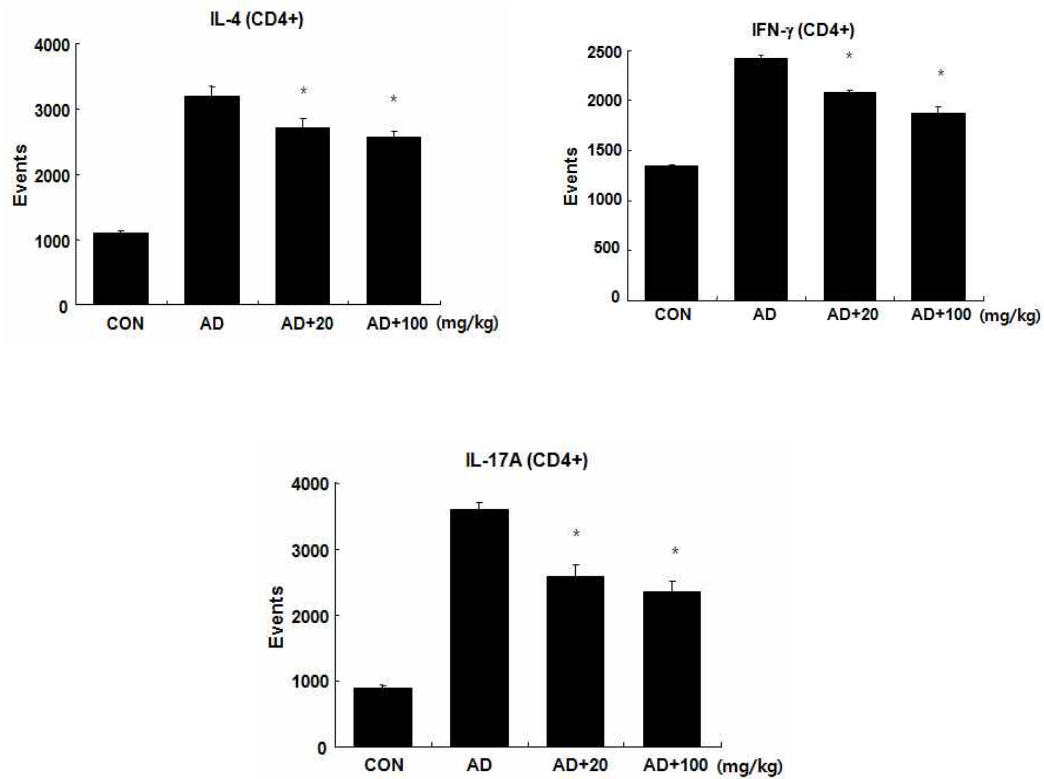 IL-4 (CD4+)
4000
3000
2000
1000
0
Events
CON AD AD+20 AD+100 (mg/kg)
* *
IFN-γ (CD4+)
2500
2000
1500
1000
500
0
Events
CON AD AD+20 AD+100 (mg/kg)
* *
IL-17A (CD4+)
4000
3000
2000
1000
0
Events
CON AD AD+20 AD+100 (mg/kg)
* *